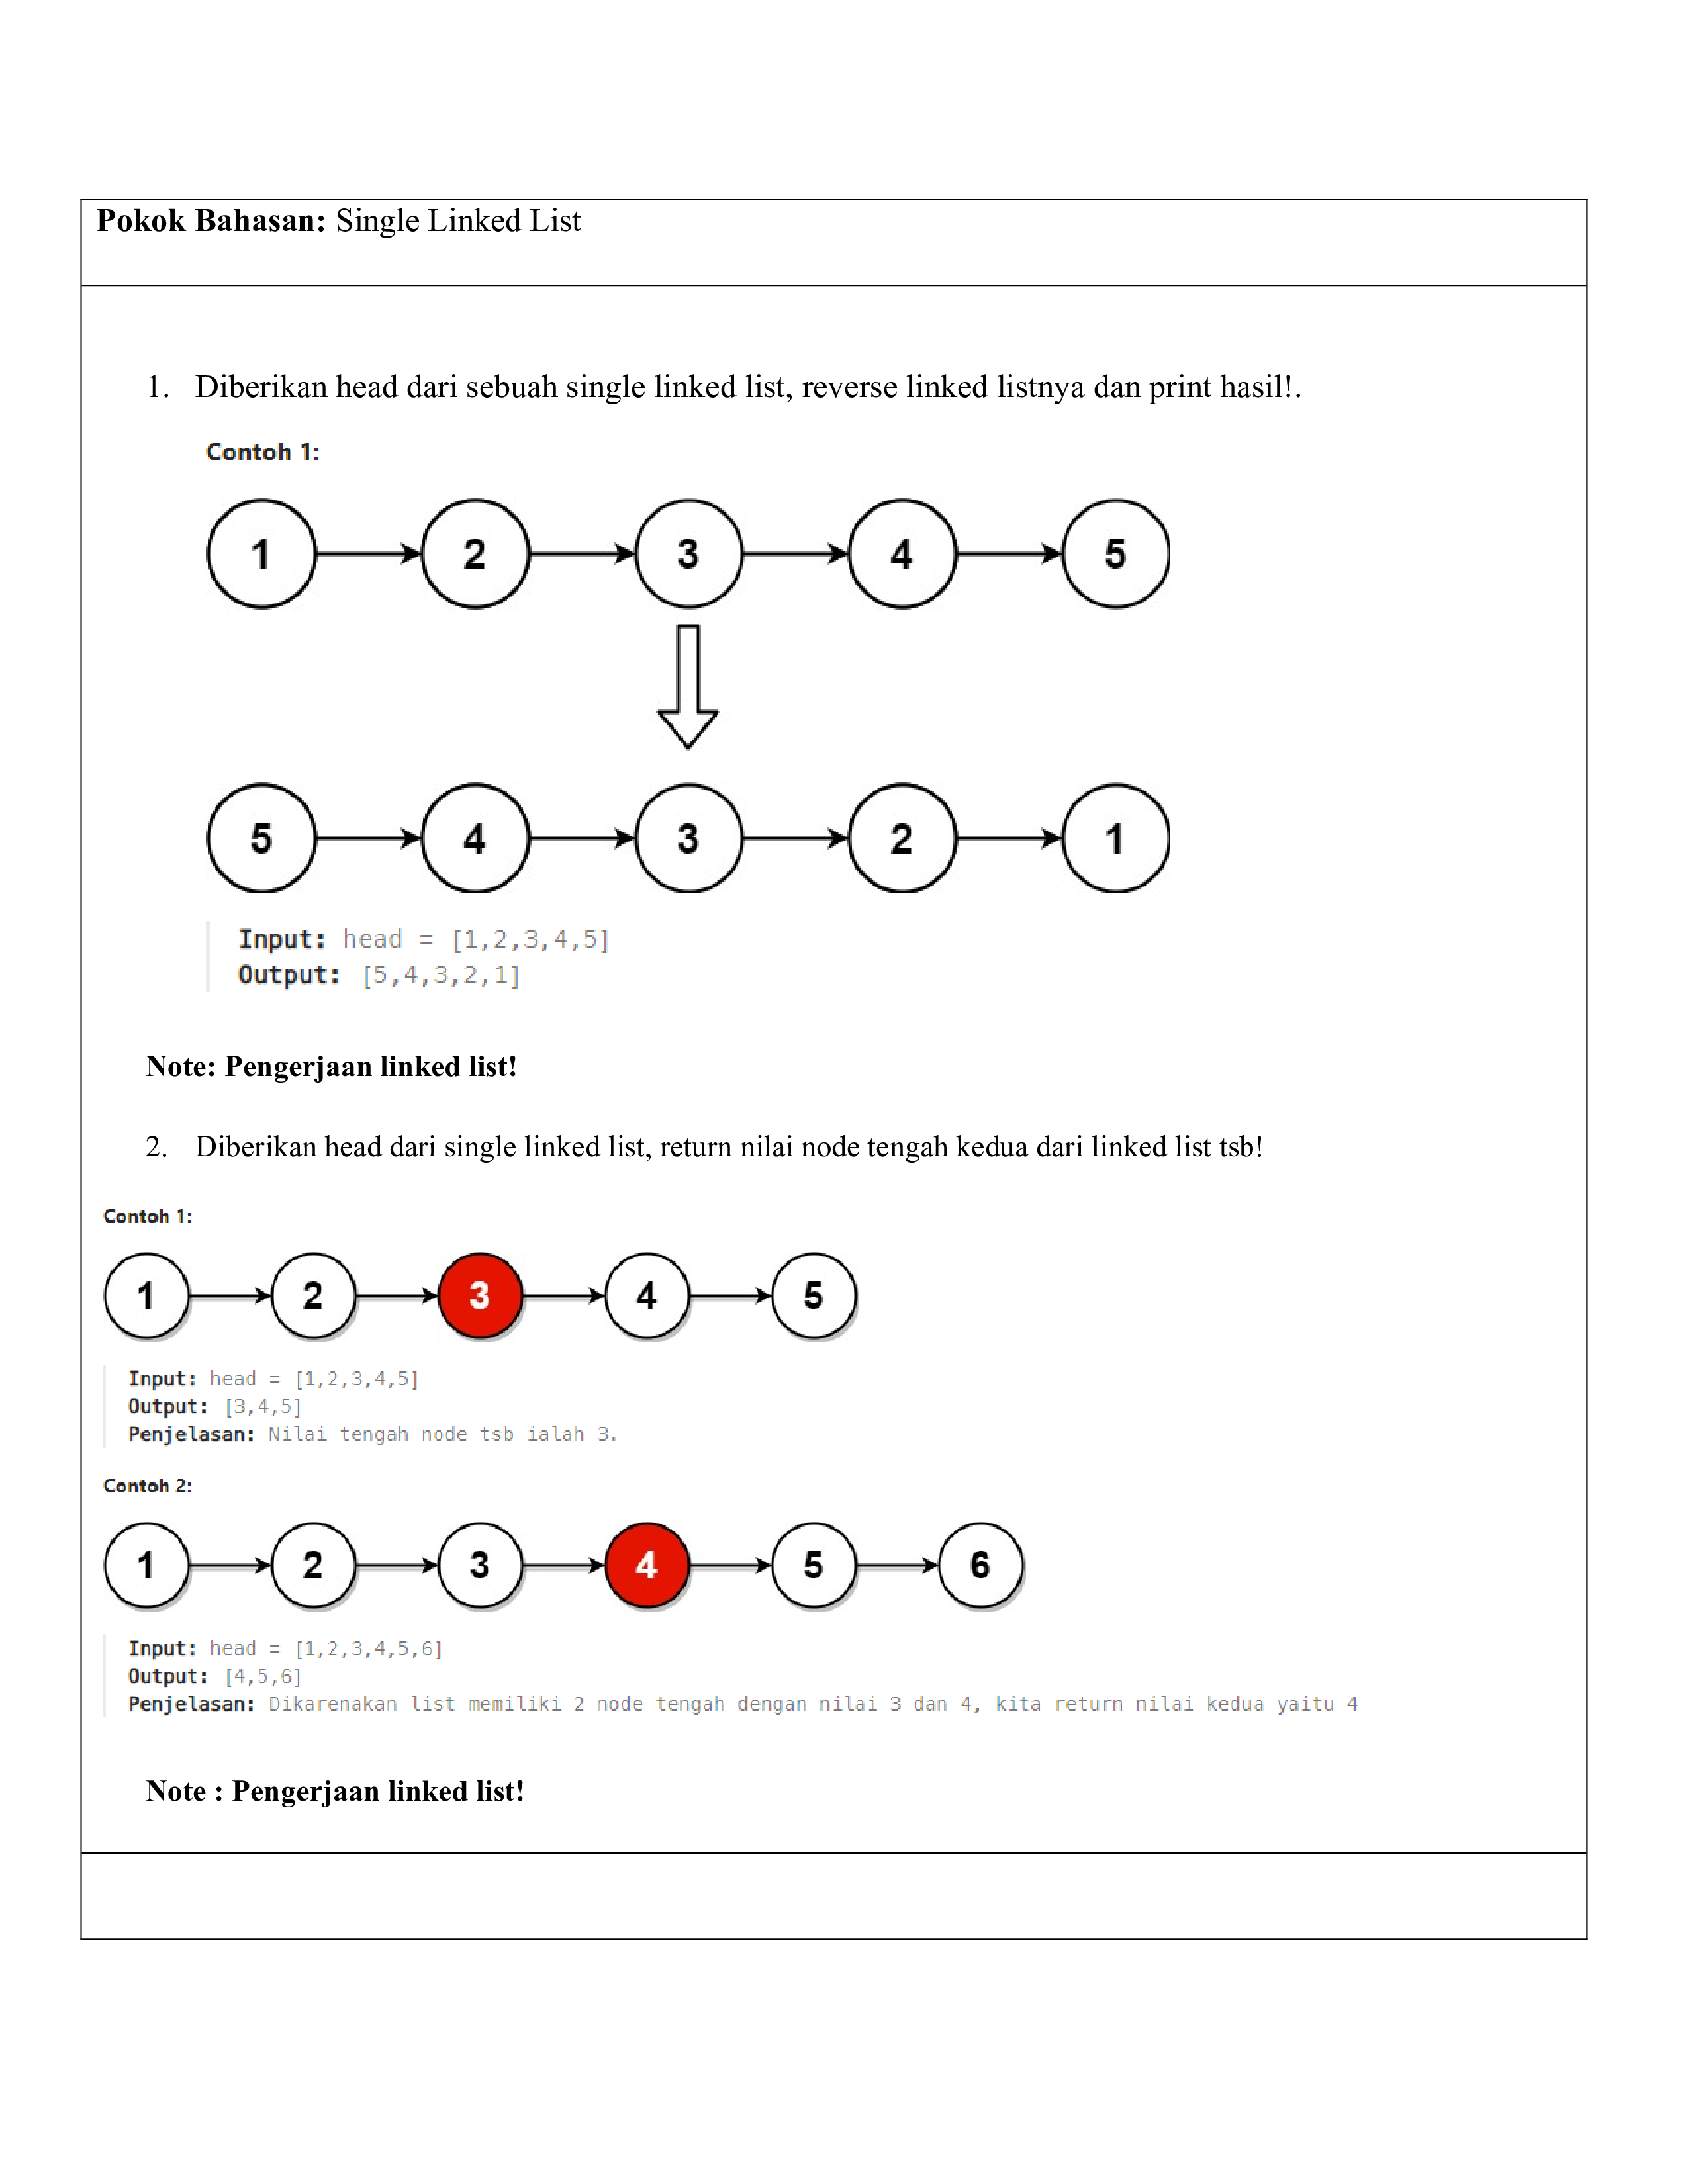 Pokok Bahasan: Single Linked List
1. Diberikan head dari sebuah single linked list, reverse linked listnya dan print hasil!.
Contoh 1:
1 2 3 4 5
5 4 3 2 1
Input: head = [1,2,3,4,5]
Output: [5,4,3,2,1]
Note: Pengerjaan linked list!
2. Diberikan head dari single linked list, return nilai node tengah kedua dari linked list tsb!
Contoh 1:
1 2 3 4 5
Input: head = [1,2,3,4,5]
Output: [3,4,5]
Penjelasan: Nilai tengah node tsb ialah 3.
Contoh 2:
1 2 3 4 5 6
Input: head = [1,2,3,4,5,6]
Output: [4,5,6]
Penjelasan: Dikarenakan list memiliki 2 node tengah dengan nilai 3 dan 4, kita return nilai kedua yaitu 4
Note : Pengerjaan linked list!